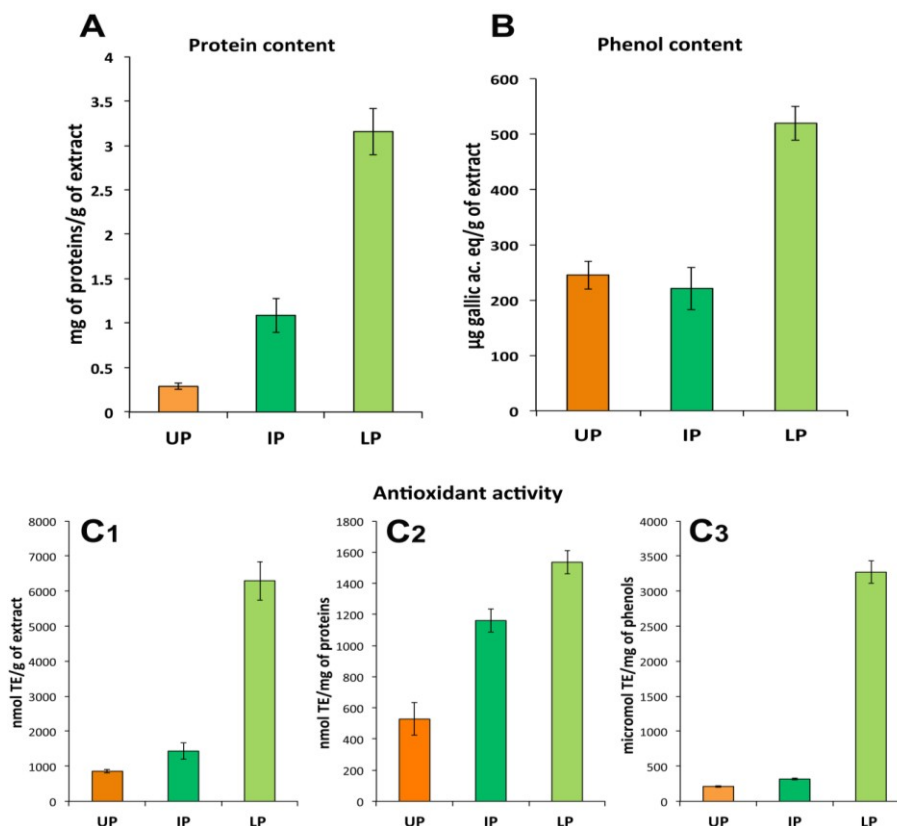 A
Protein content
mg of proteins/g of extract
4
3.5
3
2.5
2
1.5
1
0.5
0
UP IP LP
B
Phenol content
µg gallic ac. eq/g of extract
600
500
400
300
200
100
0
UP IP LP
Antioxidant activity
C1
nmol TE/g of extract
8000
7000
6000
5000
4000
3000
2000
1000
0
UP IP LP
C2
nmol TE/mg of proteins
1800
1600
1400
1200
1000
800
600
400
200
0
UP IP LP
C3
micromol TE/mg of phenols
4000
3500
3000
2500
2000
1500
1000
500
0
UP IP LP